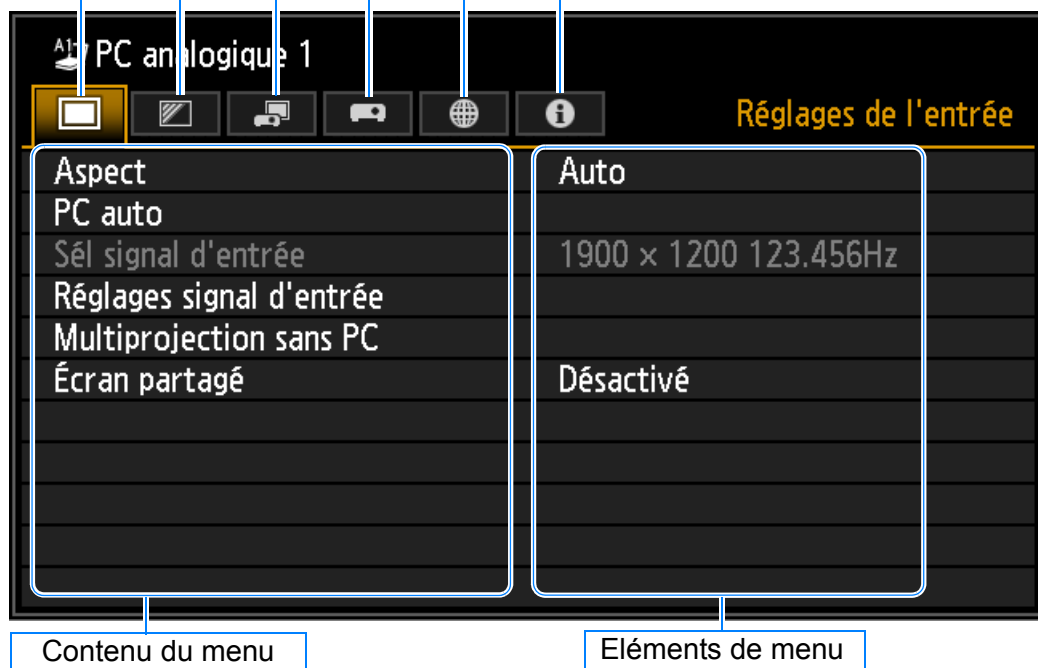 PC analogique 1
Réglages de l'entrée
Aspect Auto
PC auto
Sél signal d'entrée 1900 × 1200 123.456Hz
Réglages signal d'entrée
Multiprojection sans PC
Écran partagé Désactivé
Contenu du menu Eléments de menu